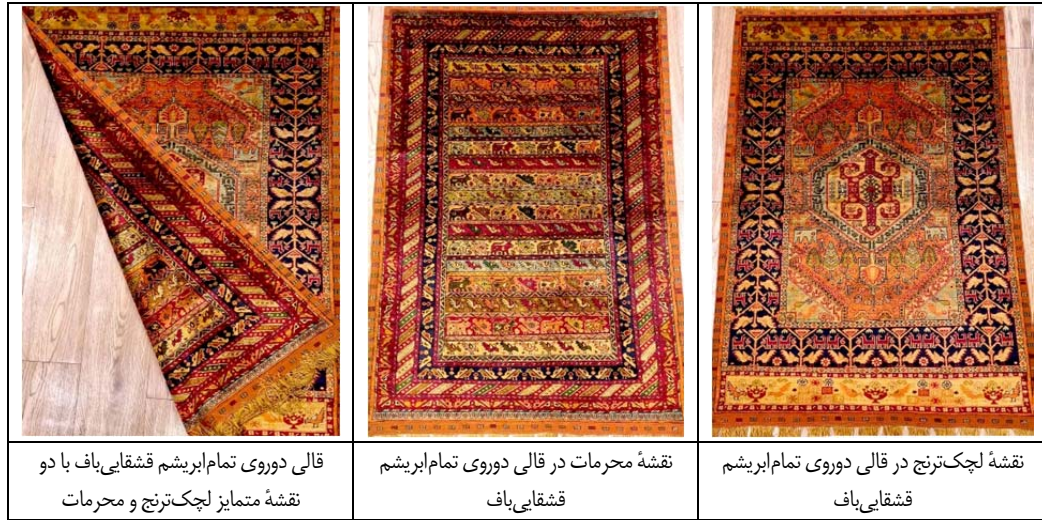 نقشهٔ لچک‌ترنج در قالی دوروی تمام‌ابریشم
قشقایی‌باف
نقشهٔ محرمات در قالی دوروی تمام‌ابریشم
قشقایی‌باف
قالی دوروی تمام‌ابریشم قشقایی‌باف با دو
نقشهٔ متمایز لچک‌ترنج و محرمات